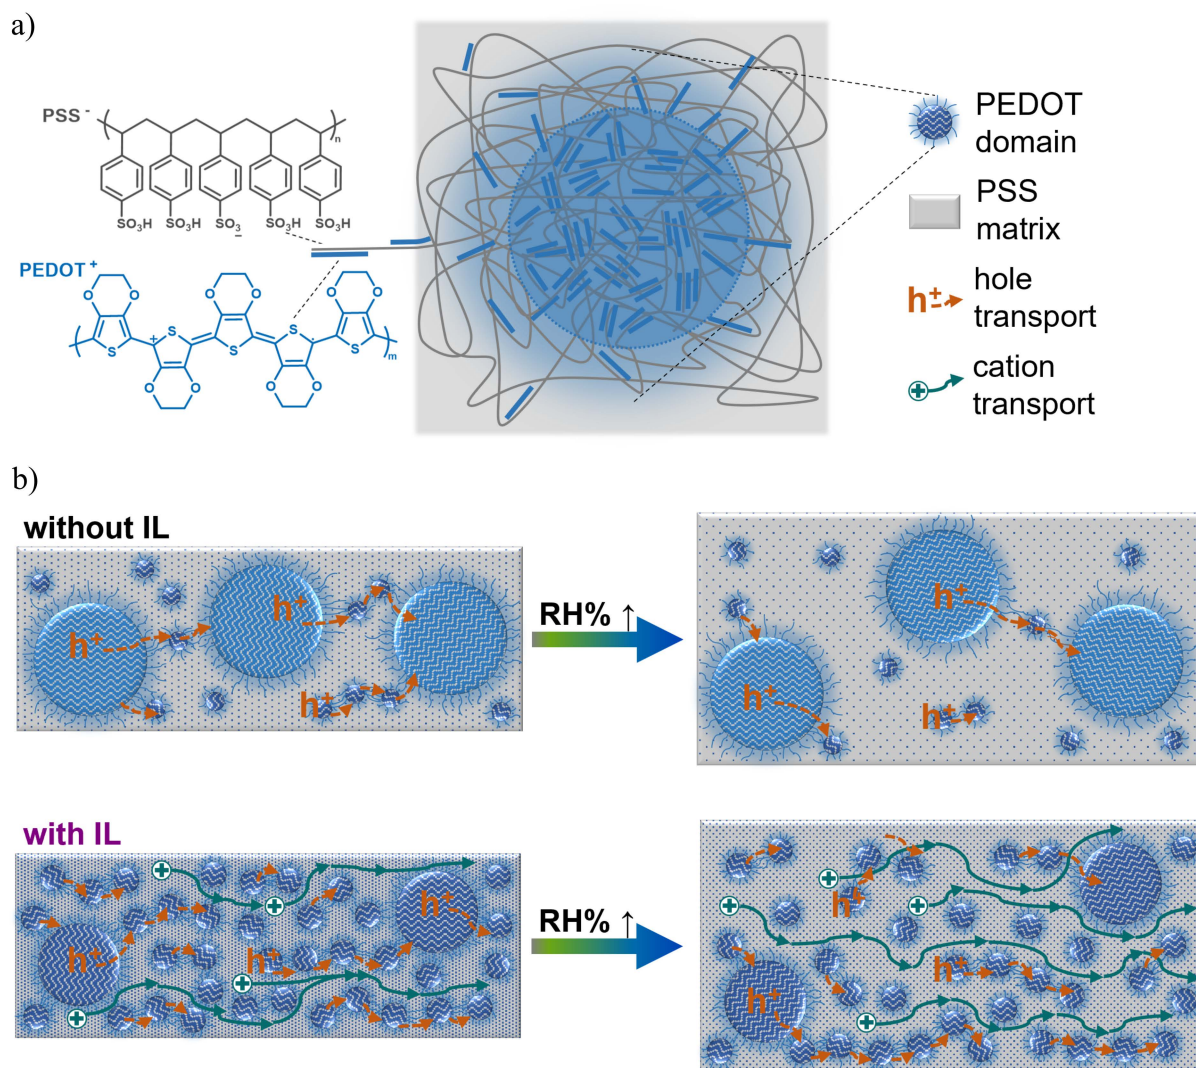 a)
PSS -
n
SO₃H SO₃H SO₃ SO₃H SO₃H
–
PEDOT +
O O O O O O
S S S
+
S S
O O O O
m
PEDOT
domain
PSS
matrix
h± hole
transport
+ cation
transport
b)
without IL
h+ h+
h+
RH% ↑
h+
h+
h+
with IL
h+ h+
h+
+ + + +
RH% ↑
h+
h+
h+
+ + + +